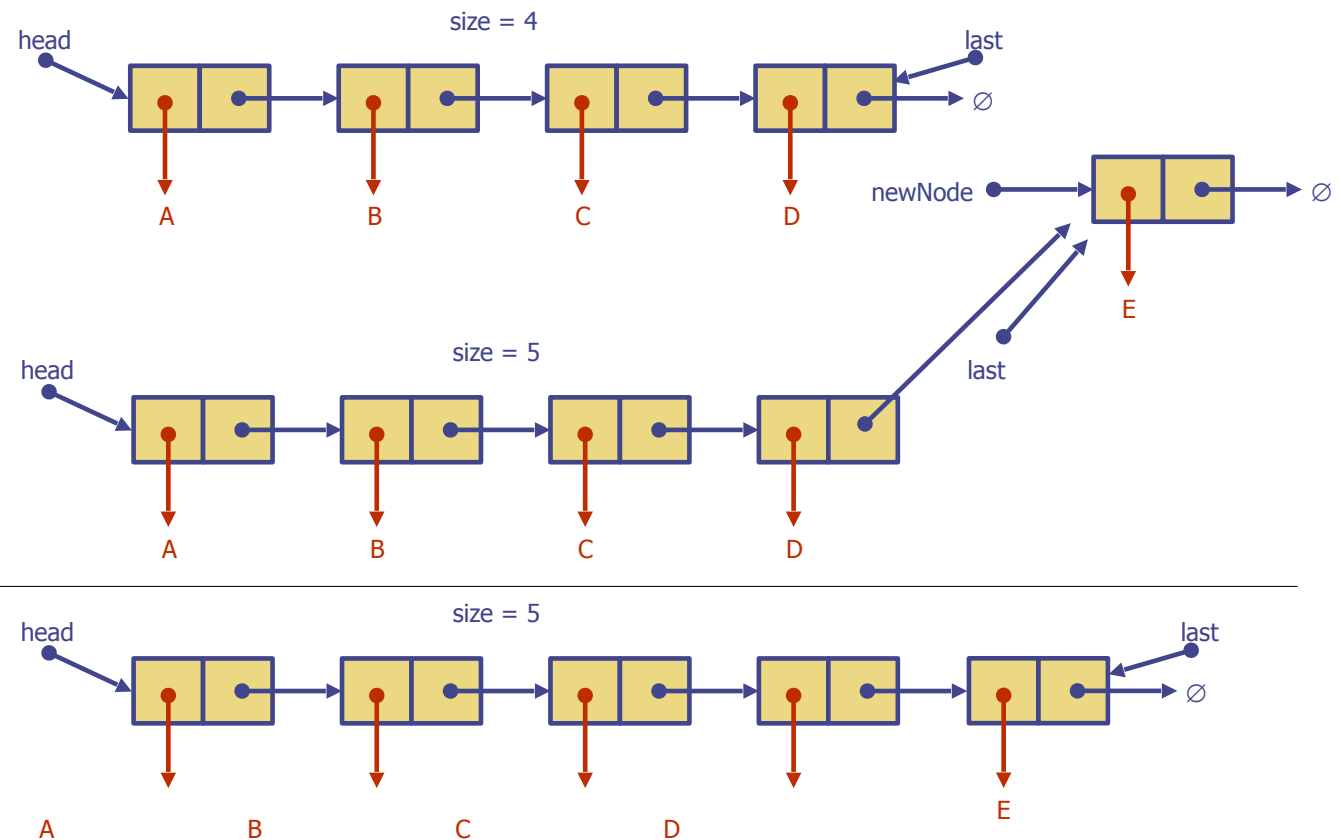 size = 4
head
last
∅
A B C D
newNode
∅
E
size = 5
head
last
A B C D
size = 5
head
last
∅
E
A B C D